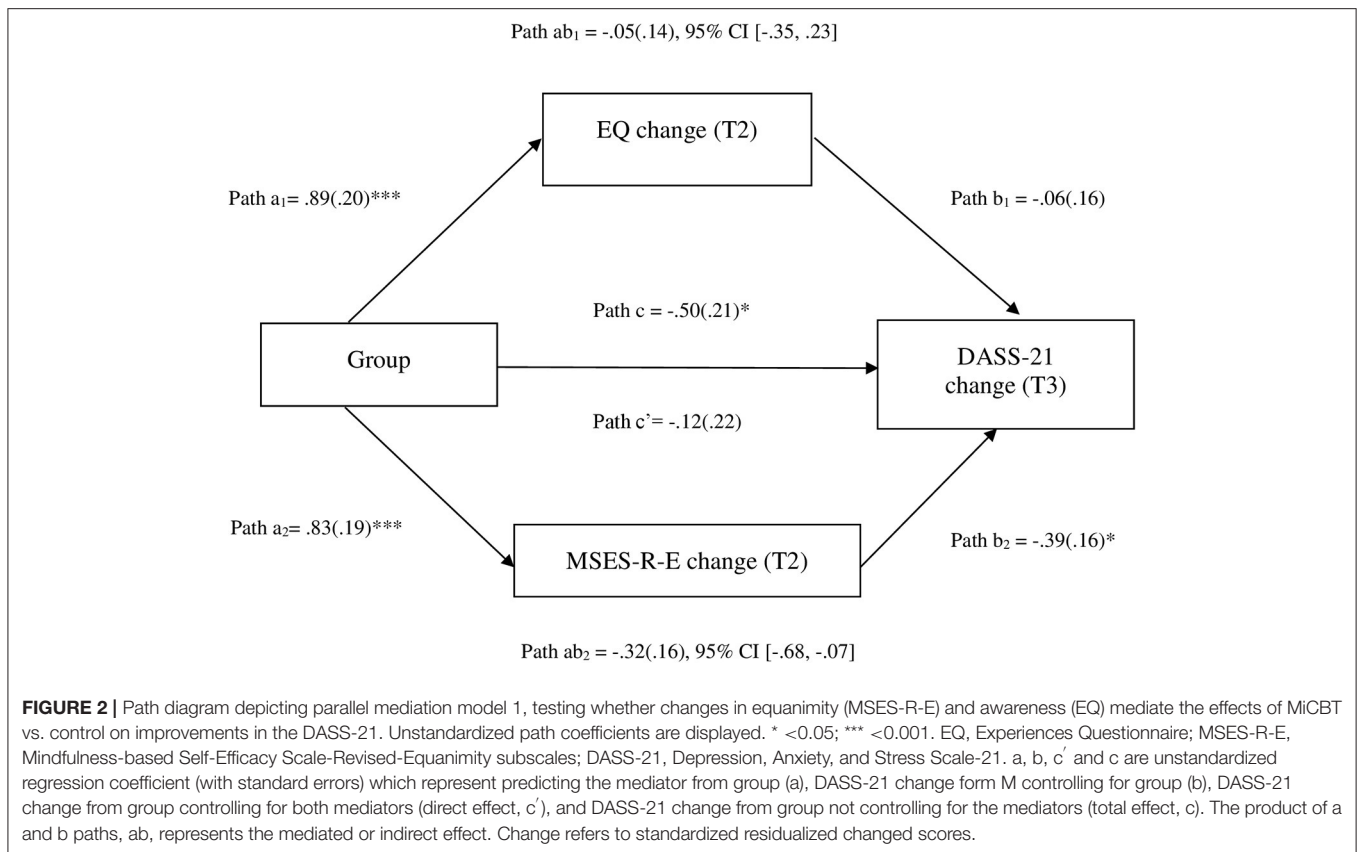 Path ab₁ = -.05(.14), 95% CI [-.35, .23]
EQ change (T2)
Path a₁= .89(.20)***
Path b₁ = -.06(.16)
Path c = -.50(.21)*
Group
DASS-21
change (T3)
Path c’= -.12(.22)
Path a₂= .83(.19)***
Path b₂ = -.39(.16)*
MSES-R-E change (T2)
Path ab₂ = -.32(.16), 95% CI [-.68, -.07]
FIGURE 2 | Path diagram depicting parallel mediation model 1, testing whether changes in equanimity (MSES-R-E) and awareness (EQ) mediate the effects of MiCBT
vs. control on improvements in the DASS-21. Unstandardized path coefficients are displayed. * <0.05; *** <0.001. EQ, Experiences Questionnaire; MSES-R-E,
Mindfulness-based Self-Efficacy Scale-Revised-Equanimity subscales; DASS-21, Depression, Anxiety, and Stress Scale-21. a, b, c′ and c are unstandardized
regression coefficient (with standard errors) which represent predicting the mediator from group (a), DASS-21 change form M controlling for group (b), DASS-21
change from group controlling for both mediators (direct effect, c′), and DASS-21 change from group not controlling for the mediators (total effect, c). The product of a
and b paths, ab, represents the mediated or indirect effect. Change refers to standardized residualized changed scores.